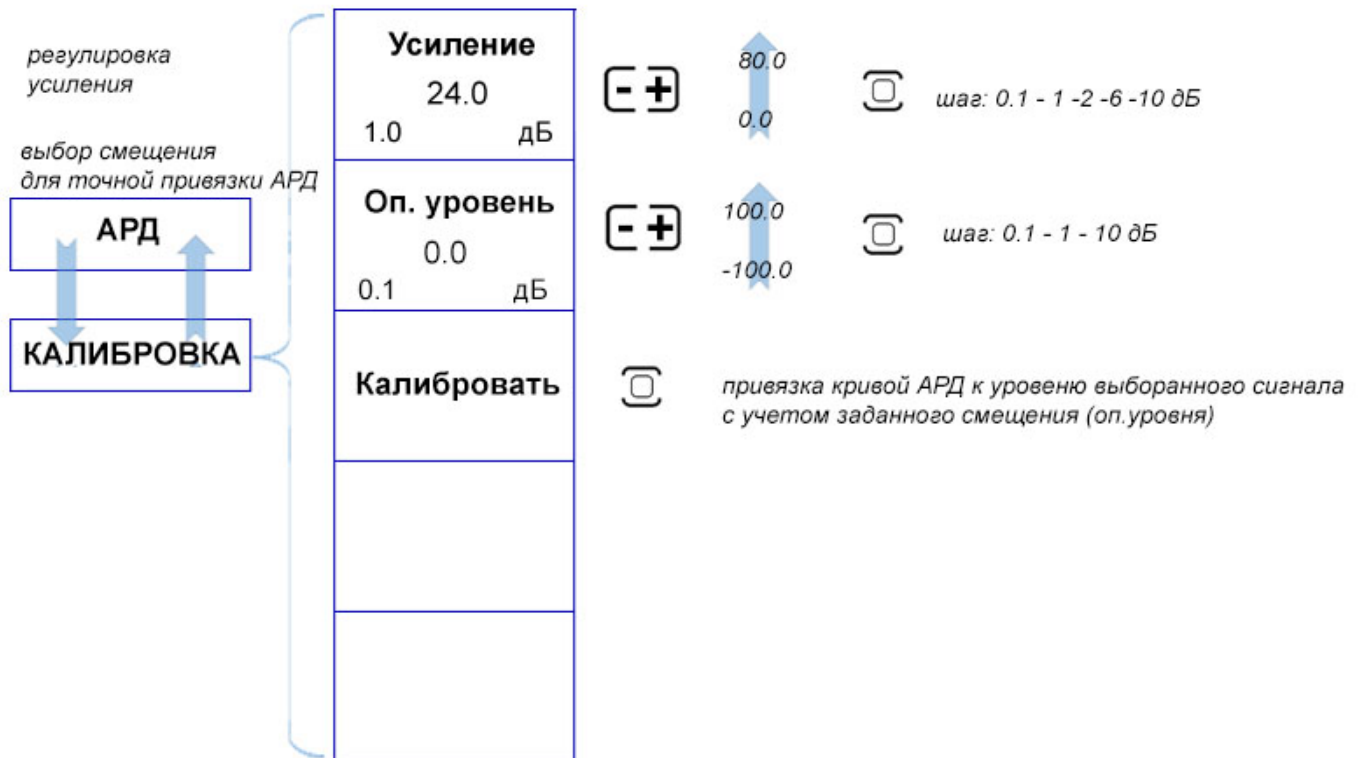 регулировка
усиления
выбор смещения
для точной привязки АРД
АРД
КАЛИБРОВКА
Усиление
24.0
1.0 дБ
- +
80.0
0.0
шаг: 0.1 - 1 -2 -6 -10 дБ
Оп. уровень
0.0
0.1 дБ
- +
100.0
-100.0
шаг: 0.1 - 1 - 10 дБ
Калибровать
привязка кривой АРД к уровеню выборанного сигнала
с учетом заданного смещения (оп.уровня)